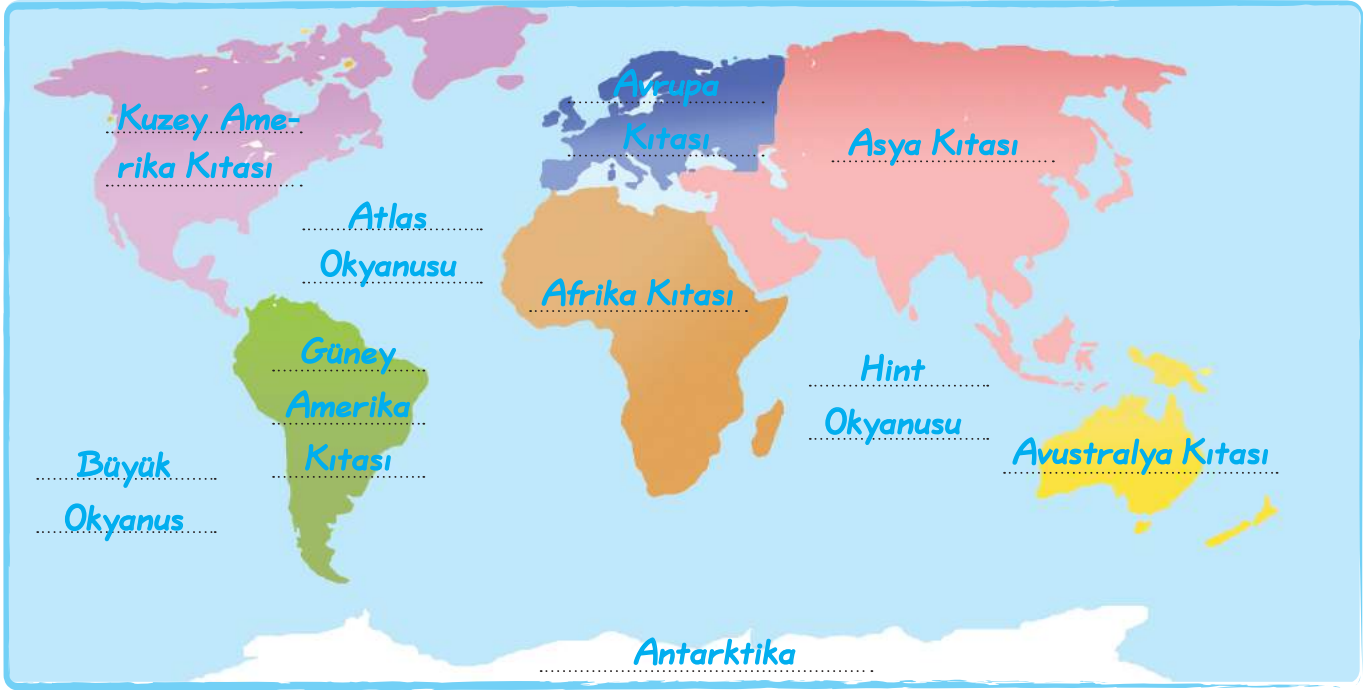 Kuzey Ame-
rika Kıtası
Avrupa
Kıtası
Asya Kıtası
Atlas
Okyanusu
Afrika Kıtası
Güney
Amerika
Kıtası
Hint
Okyanusu
Avustralya Kıtası
Büyük
Okyanus
Antarktika